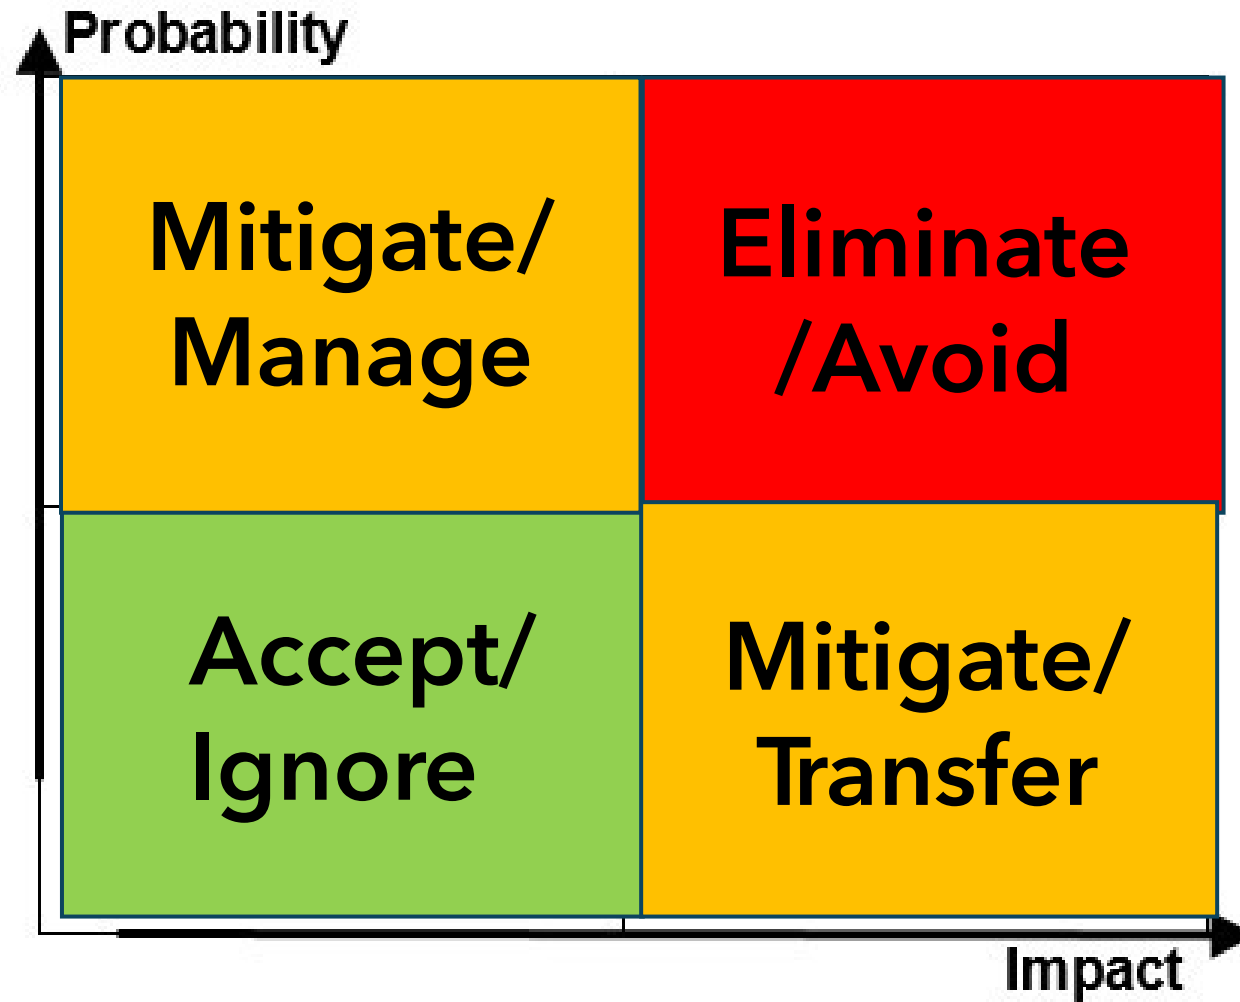 Probability
Mitigate/
Manage
Eliminate
/Avoid
Accept/
Ignore
Mitigate/
Transfer
Impact